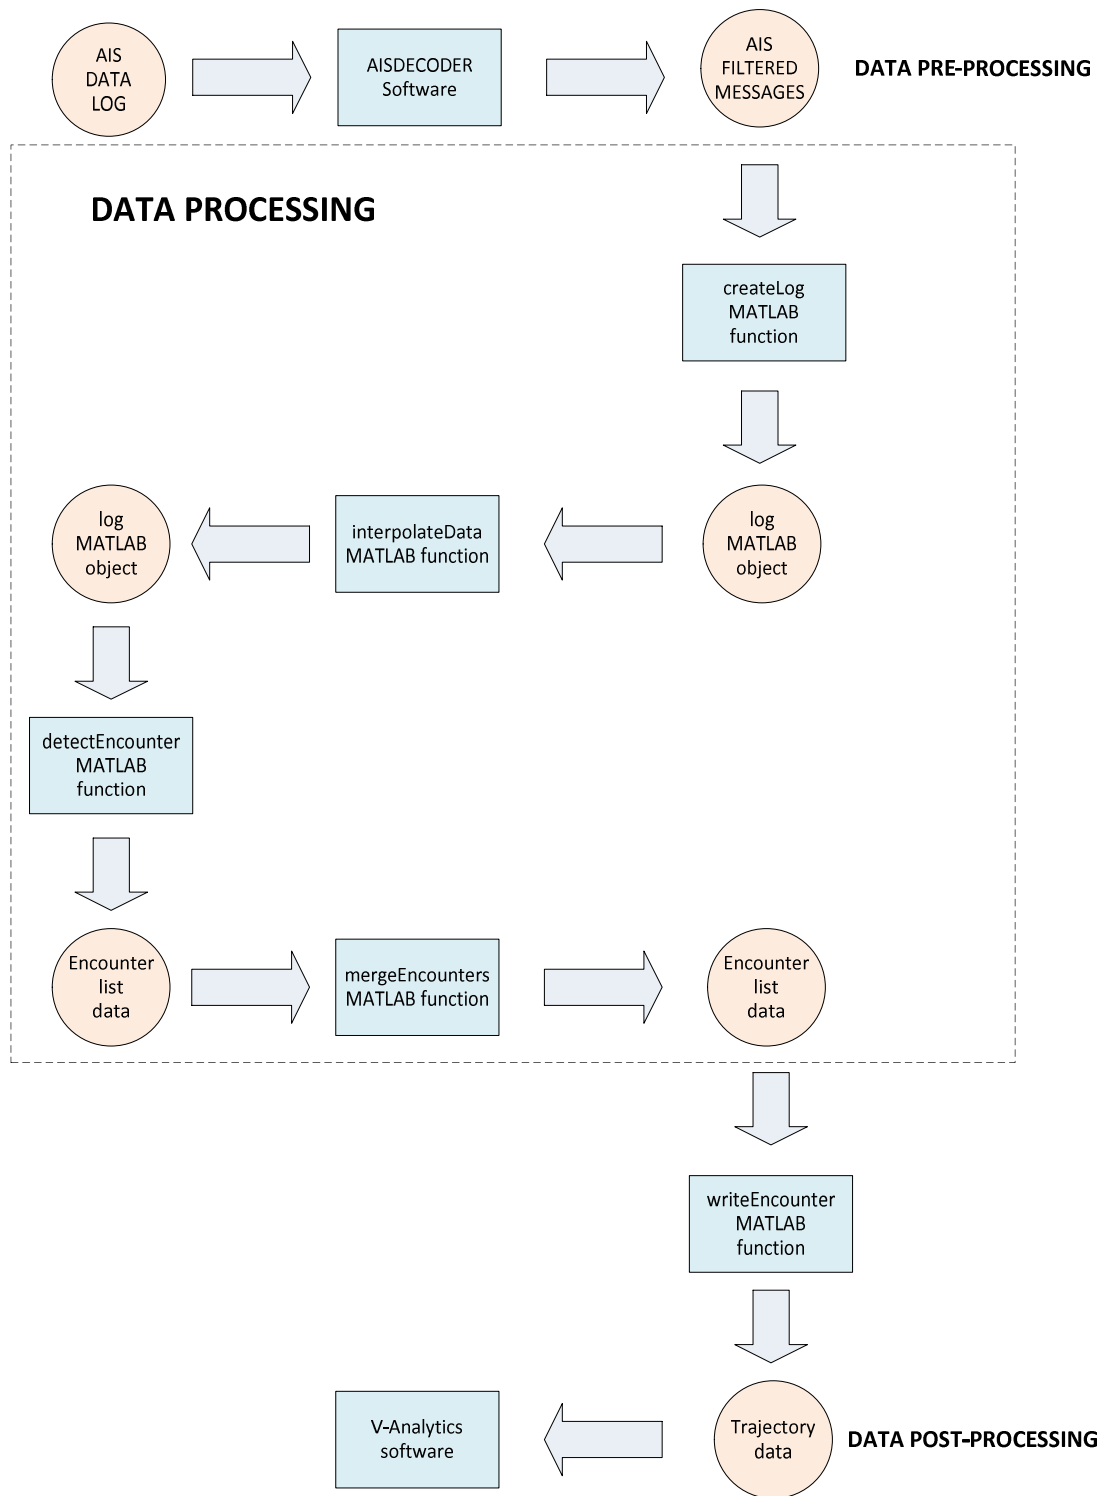 AIS
DATA
LOG
AISDECODER
Software
AIS
FILTERED
MESSAGES
DATA PRE-PROCESSING
DATA PROCESSING
createLog
MATLAB
function
log
MATLAB
object
interpolateData
MATLAB function
log
MATLAB
object
detectEncounter
MATLAB
function
Encounter
list
data
mergeEncounters
MATLAB function
Encounter
list
data
writeEncounter
MATLAB
function
Trajectory
data
DATA POST-PROCESSING
V-Analytics
software